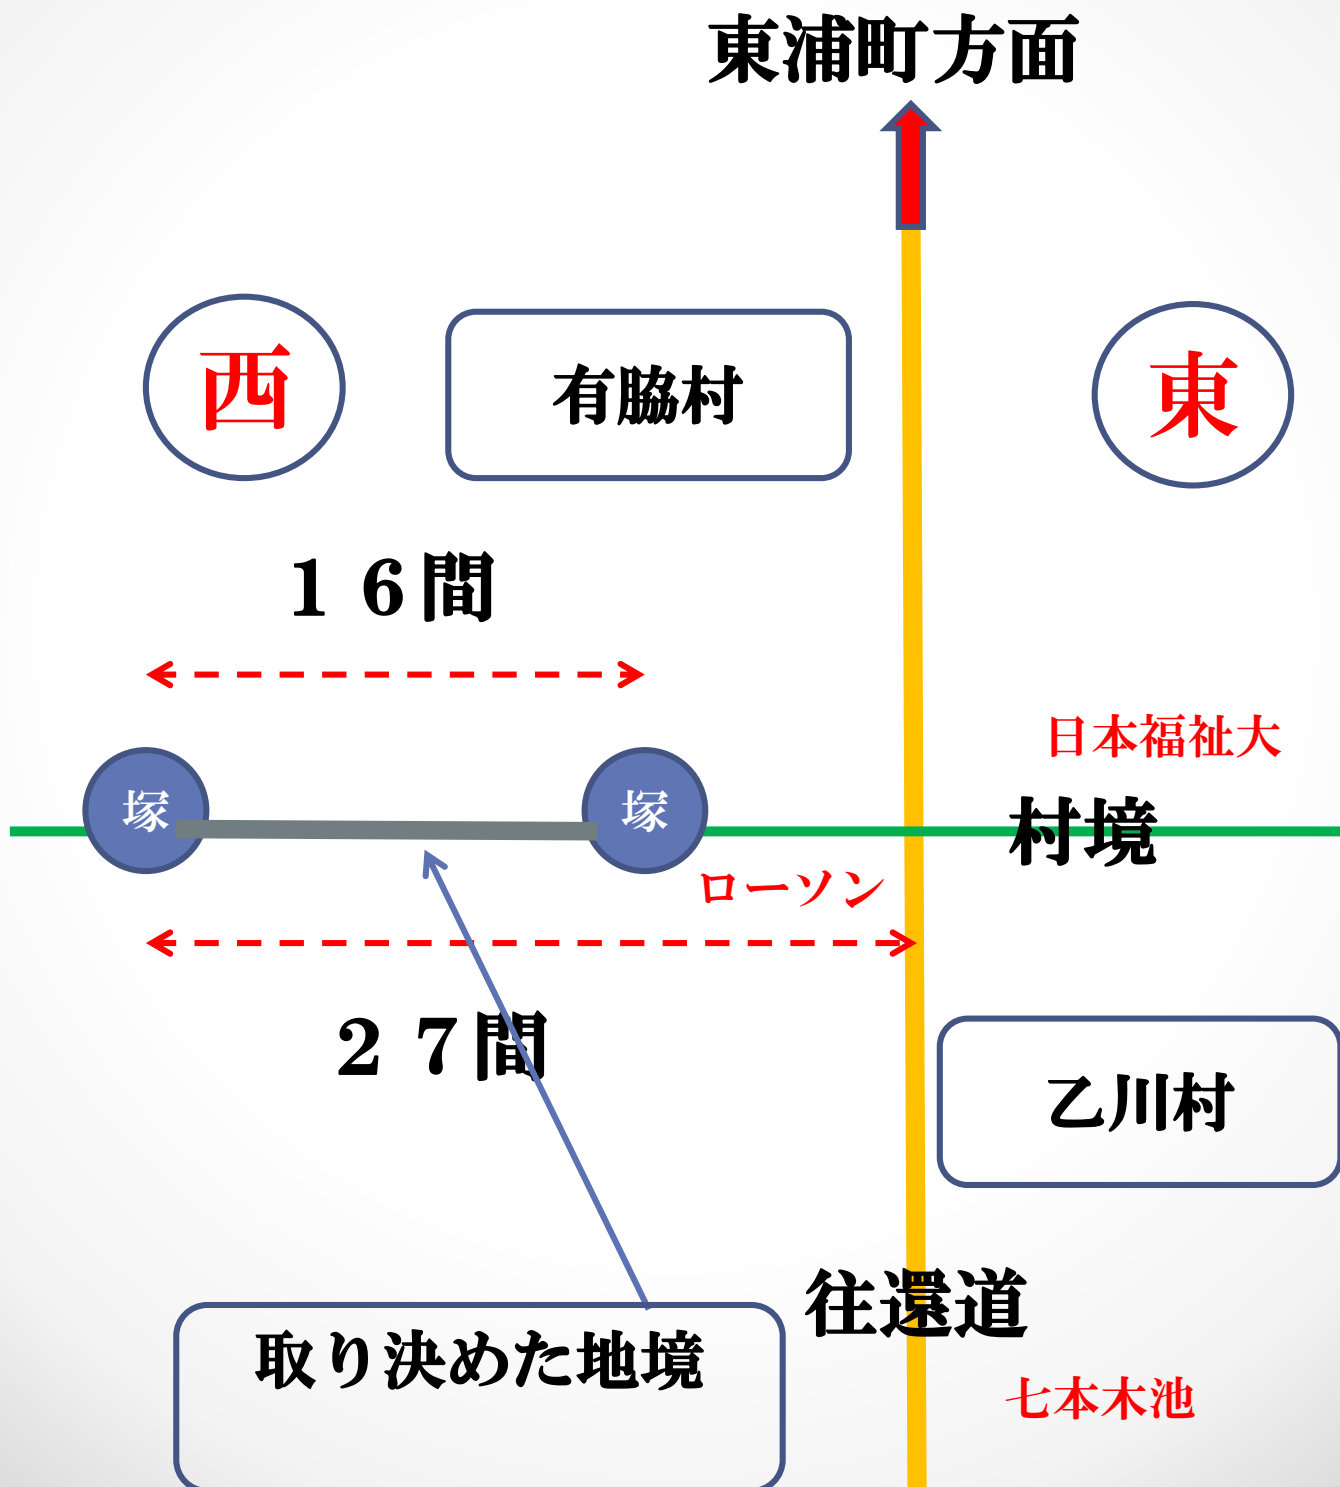 東浦町方面
西
有脇村
東
１６間
日本福祉大
塚
塚
村境
ローソン
２７間
乙川村
往還道
取り決めた地境
七本木池